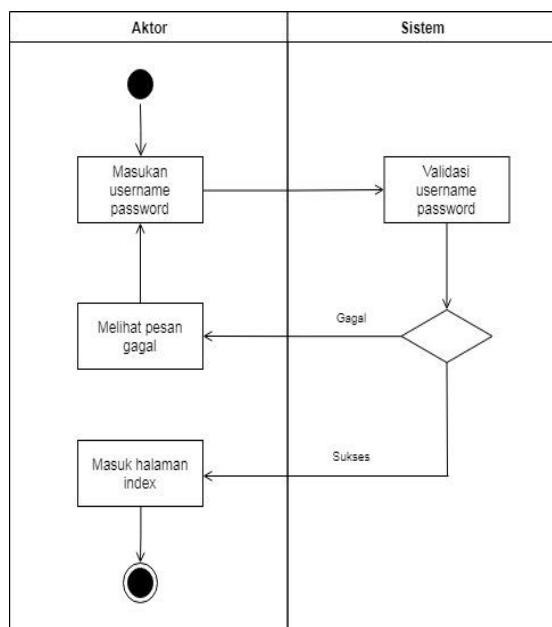 Aktor
Sistem
Masukan
username
password
Validasi
username
password
Melihat pesan
gagal
Gagal
Masuk halaman
index
Sukses